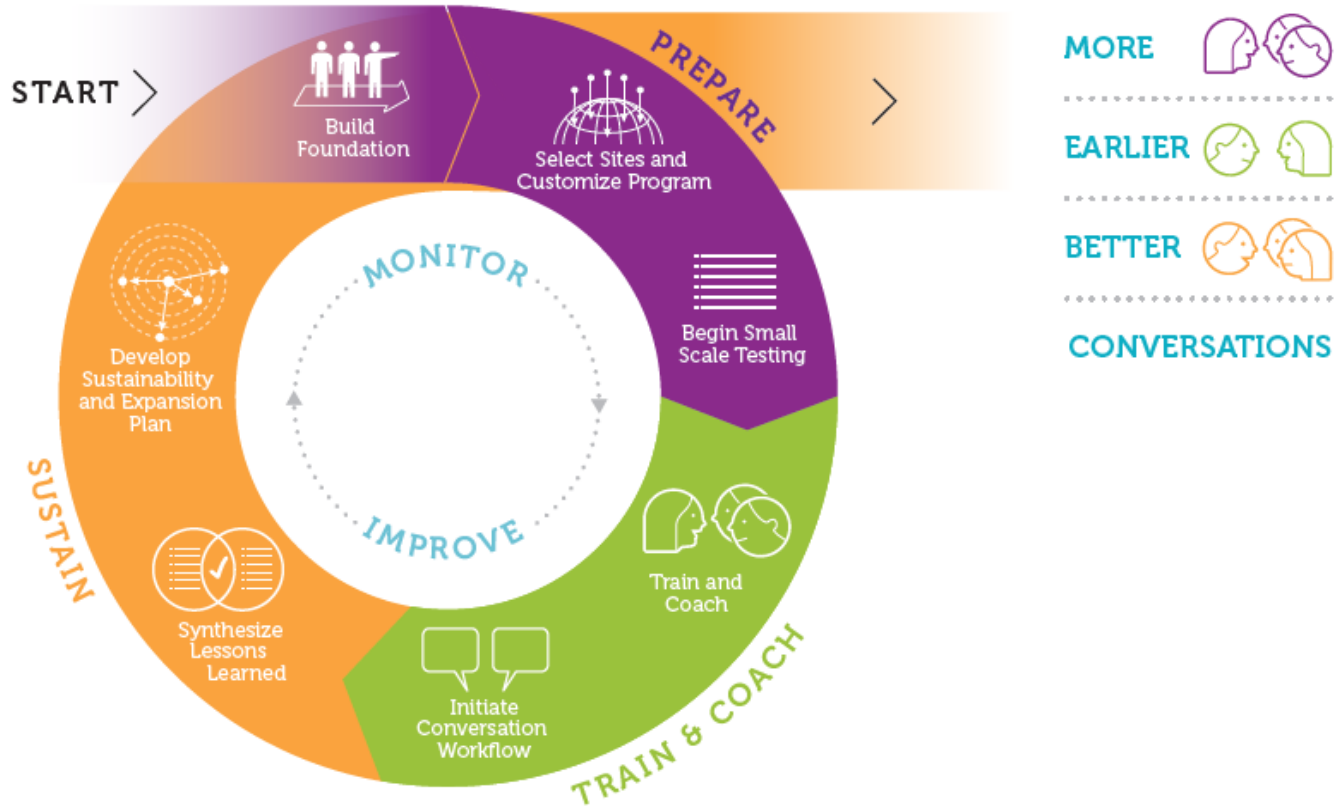 START
Build
Foundation
PREPARE
Select Sites and
Customize Program
Begin Small
Scale Testing
Train and
Coach
TRAIN & COACH
Initiate
Conversation
Workflow
Synthesize
Lessons
Learned
SUSTAIN
Develop
Sustainability
and Expansion
Plan
MONITOR
IMPROVE
MORE
EARLIER
BETTER
CONVERSATIONS